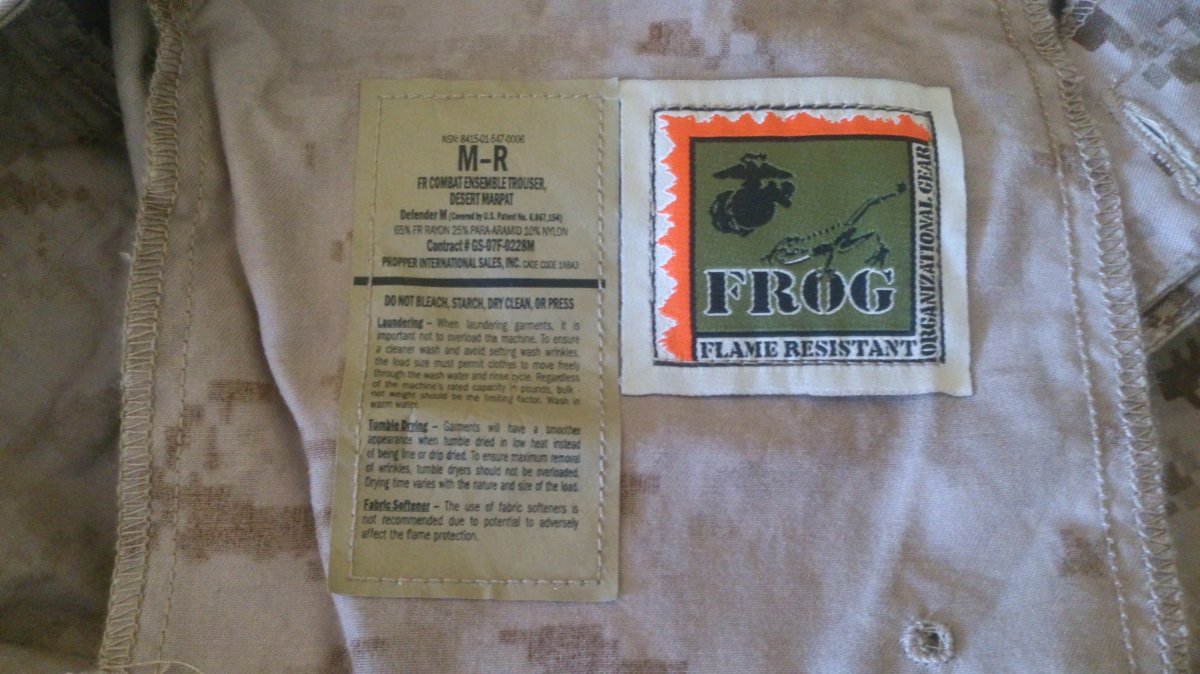 NSN: 8415-01-547-0006
M-R
FR COMBAT ENSEMBLE TROUSER,
DESERT MARPAT
Defender M (Covered by U.S. Patent No. 6,867,154)
65% FR RAYON 25% PARA-ARAMID 10% NYLON
Contract # GS-07F-0228M
PROPPER INTERNATIONAL SALES, INC. CAGE CODE 1NBA3
DO NOT BLEACH, STARCH, DRY CLEAN, OR PRESS
Laundering – When laundering garments, it is
important not to overload the machine. To ensure
a cleaner wash and avoid setting wash wrinkles,
the load size must permit clothes to move freely
through the wash water and rinse cycle. Regardless
of the machine's rated capacity in pounds, bulk -
not weight should be the limiting factor. Wash in
warm water.
Tumble Drying – Garments will have a smoother
appearance when tumble dried in low heat instead
of being line or drip dried. To ensure maximum removal
of wrinkles, tumble dryers should not be overloaded.
Drying time varies with the nature and size of the load.
Fabric Softener – The use of fabric softeners is
not recommended due to potential to adversely
affect the flame protection.
FROG
FLAME RESISTANT
ORGANIZATIONAL GEAR